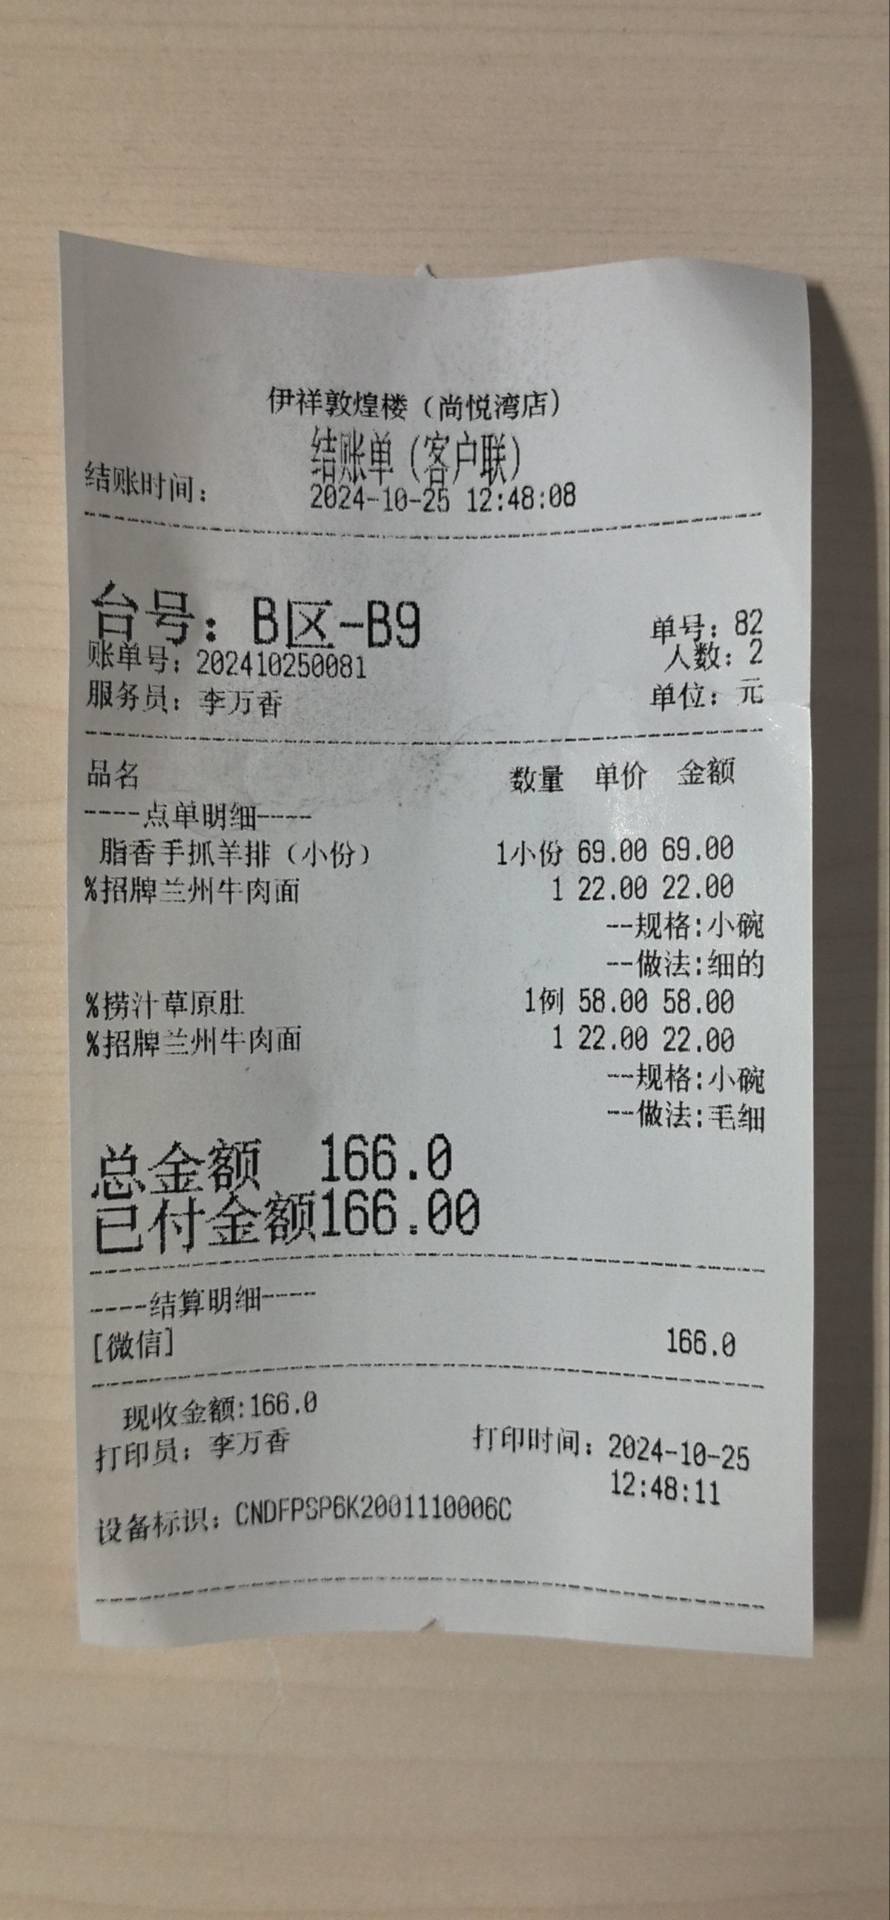 伊祥敦煌楼（尚悦湾店）
结账单（客户联）
结账时间： 2024-10-25 12:48:08
台号：B区-B9 单号：82
账单号：202410250081 人数：2
服务员：李万香 单位：元
品名 数量 单价 金额
----点单明细----
脂香手抓羊排（小份） 1小份 69.00 69.00
%招牌兰州牛肉面 1 22.00 22.00
--规格:小碗
--做法:细的
%捞汁草原肚 1例 58.00 58.00
%招牌兰州牛肉面 1 22.00 22.00
--规格:小碗
--做法:毛细
总金额 166.0
已付金额166.00
----结算明细----
[微信] 166.0
现收金额:166.0
打印员：李万香 打印时间：2024-10-25
12:48:11
设备标识：CNDFPSP6K2001110006C